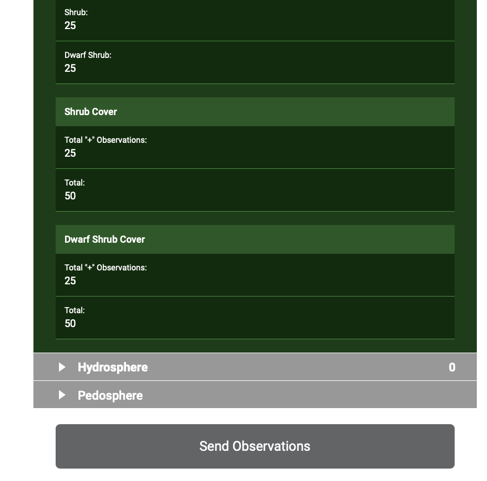 Shrub:
25
Dwarf Shrub:
25
Shrub Cover
Total "+" Observations:
25
Total:
50
Dwarf Shrub Cover
Total "+" Observations:
25
Total:
50
Hydrosphere 0
Pedosphere
Send Observations